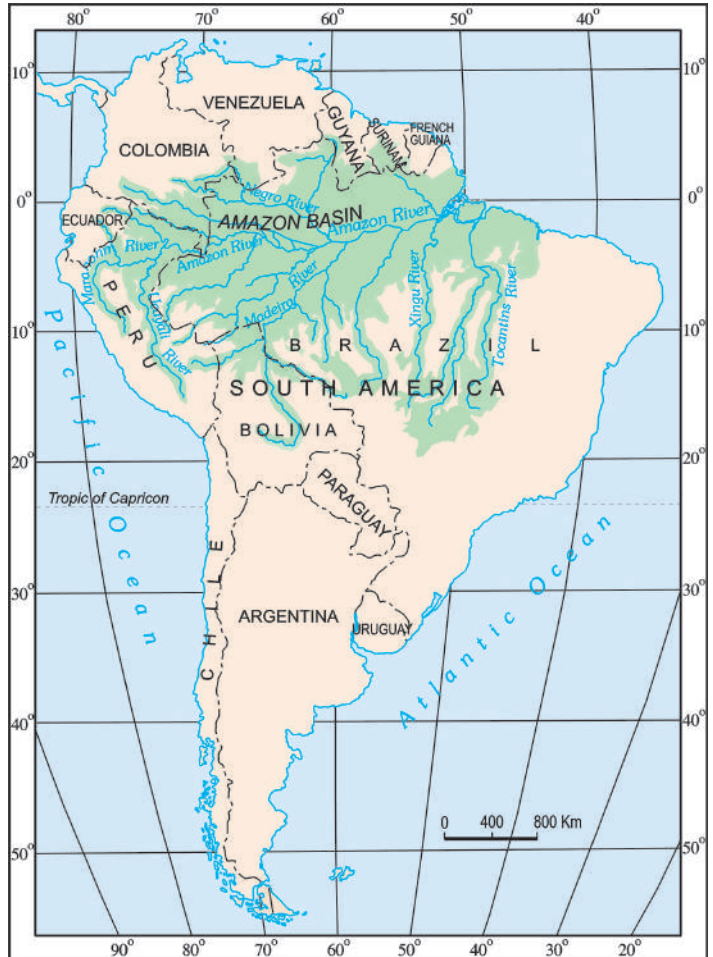 80°
70°
60°
50°
40°
10°
10°
VENEZUELA
GUYANA
SURINAM
FRENCH
GUIANA
COLOMBIA
0°
0°
Negro River
ECUADOR
AMAZON BASIN
Amazon River
Amazon River
River 2
Ucayali River
Madeira River
Xingu River
Tocantins River
PERU
10°
10°
BRAZIL
SOUTH AMERICA
BOLIVIA
20°
20°
Tropic of Capricon
PARAGUAY
Pacific Ocean
CHILE
30°
30°
ARGENTINA
URUGUAY
Atlantic Ocean
40°
40°
0 400 800 Km
50°
50°
90°
80°
70°
60°
50°
40°
30°
20°